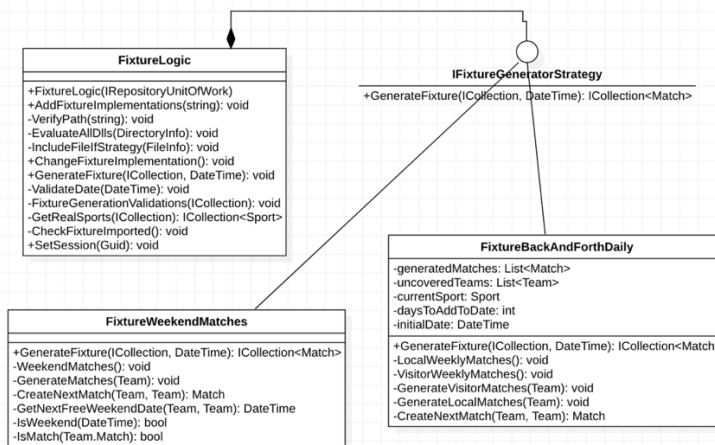 FixtureLogic
+FixtureLogic(IRepositoryUnitOfWork)
+AddFixtureImplementations(string): void
-VerifyPath(string): void
-EvaluateAllDlls(DirectoryInfo): void
-IncludeFileIfStrategy(FileInfo): void
+ChangeFixtureImplementation(): void
+GenerateFixture(ICollection, DateTime): void
-ValidateDate(DateTime): void
-FixtureGenerationValidations(ICollection): void
-GetRealSports(ICollection): ICollection<Sport>
-CheckFixtureImported(): void
+SetSession(Guid): void
IFixtureGeneratorStrategy
+GenerateFixture(ICollection, DateTime): ICollection<Match>
FixtureWeekendMatches
+GenerateFixture(ICollection, DateTime): ICollection<Match>
-WeekendMatches(): void
-GenerateMatches(Team): void
-CreateNextMatch(Team, Team): Match
-GetNextFreeWeekendDate(Team, Team): DateTime
-IsWeekend(DateTime): bool
-IsMatch(Team.Match): bool
FixtureBackAndForthDaily
-generatedMatches: List<Match>
-uncoveredTeams: List<Team>
-currentSport: Sport
-daysToAddToDate: int
-initialDate: DateTime
+GenerateFixture(ICollection, DateTime): ICollection<Match
-LocalWeeklyMatches(): void
-VisitorWeeklyMatches(): void
-GenerateVisitorMatches(Team): void
-GenerateLocalMatches(Team): void
-CreateNextMatch(Team, Team): Match